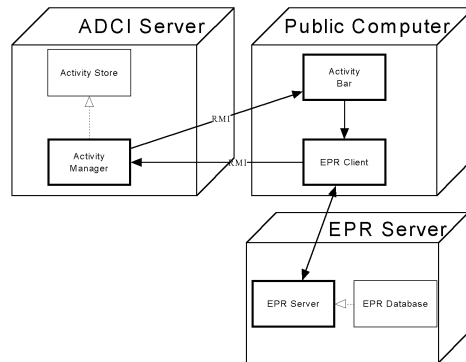 ADCI Server
Public Computer
Activity Store
Activity
Bar
RMI
Activity
Manager
RMI
EPR Client
EPR Server
EPR Server
EPR Database